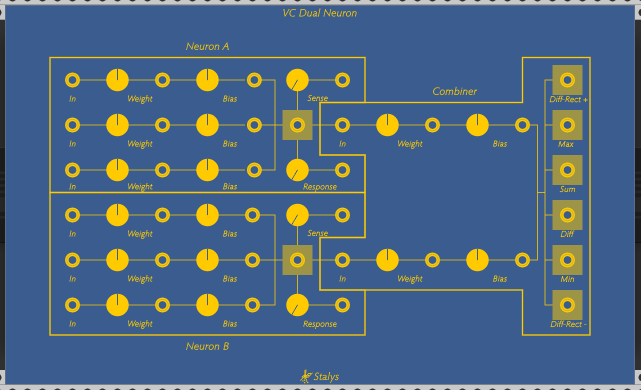 VC Dual Neuron
Neuron A
In Weight Bias Sense
Combiner
Diff-Rect +
In Weight Bias In Weight Bias Max
In Weight Bias Response
Sum
In Weight Bias Sense
Diff
In Weight Bias In Weight Bias Min
In Weight Bias Response Diff-Rect -
Neuron B
Stalys